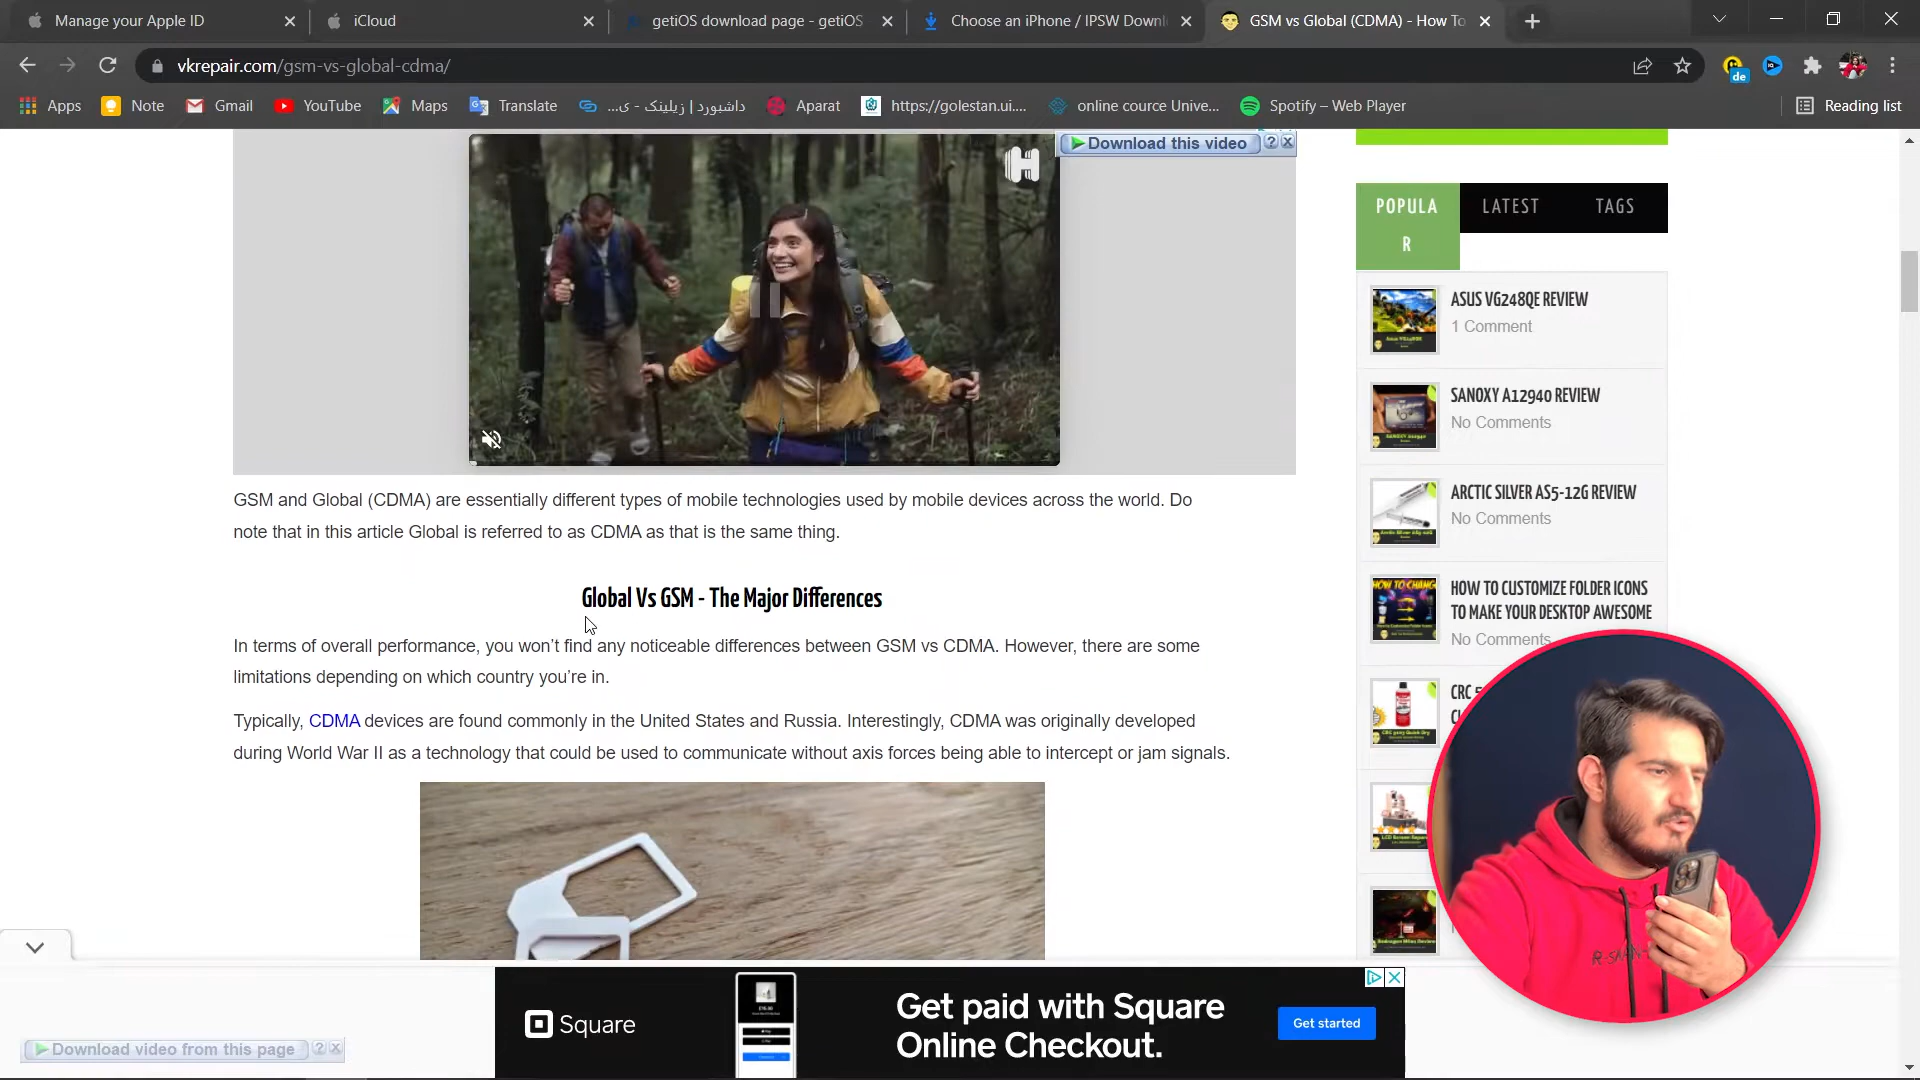 Manage your Apple ID
iCloud
getiOS download page - getiOS
Choose an iPhone / IPSW Downl
GSM vs Global (CDMA) - How To
vkrepair.com/gsm-vs-global-cdma/
de
Apps
Note
Gmail
YouTube
Maps
Translate
داشبورد | زیلینک - ی...
Aparat
https://golestan.ui....
online cource Unive...
Spotify – Web Player
Reading list
Download this video
?
POPULA
R
LATEST
TAGS
ASUS VG248QE REVIEW
1 Comment
SANOXY A12940 REVIEW
No Comments
ARCTIC SILVER AS5-12G REVIEW
No Comments
HOW TO CUSTOMIZE FOLDER ICONS
TO MAKE YOUR DESKTOP AWESOME
No Comments
CRC
GSM and Global (CDMA) are essentially different types of mobile technologies used by mobile devices across the world. Do
note that in this article Global is referred to as CDMA as that is the same thing.
Global Vs GSM - The Major Differences
In terms of overall performance, you won’t find any noticeable differences between GSM vs CDMA. However, there are some
limitations depending on which country you’re in.
Typically, CDMA devices are found commonly in the United States and Russia. Interestingly, CDMA was originally developed
during World War II as a technology that could be used to communicate without axis forces being able to intercept or jam signals.
Square
Get paid with Square
Online Checkout.
Get started
Download video from this page
?